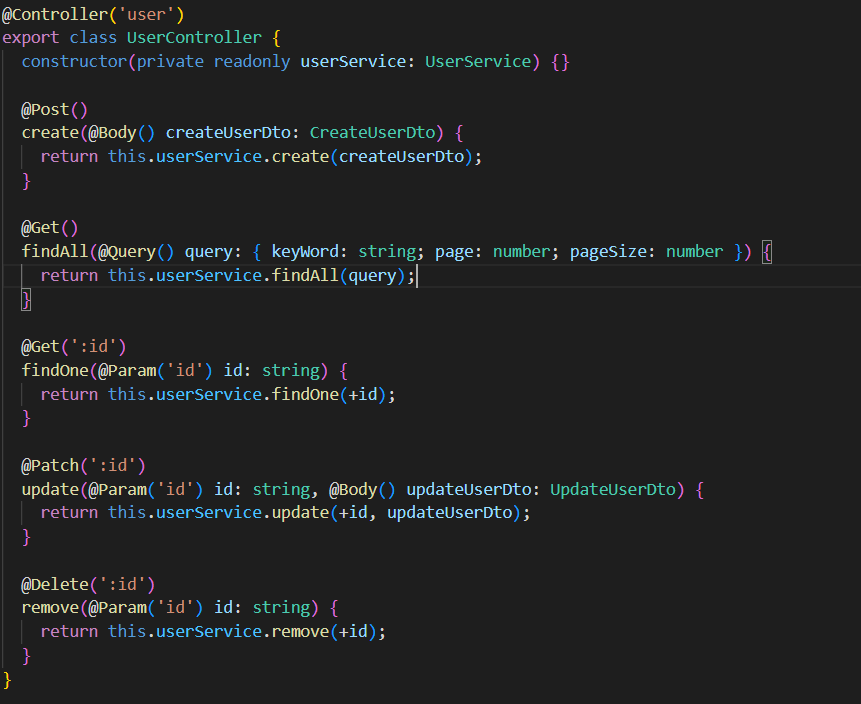 @Controller('user')
export class UserController {
  constructor(private readonly userService: UserService) {}

  @Post()
  create(@Body() createUserDto: CreateUserDto) {
    return this.userService.create(createUserDto);
  }

  @Get()
  findAll(@Query() query: { keyWord: string; page: number; pageSize: number }) {
    return this.userService.findAll(query);
  }

  @Get(':id')
  findOne(@Param('id') id: string) {
    return this.userService.findOne(+id);
  }

  @Patch(':id')
  update(@Param('id') id: string, @Body() updateUserDto: UpdateUserDto) {
    return this.userService.update(+id, updateUserDto);
  }

  @Delete(':id')
  remove(@Param('id') id: string) {
    return this.userService.remove(+id);
  }
}